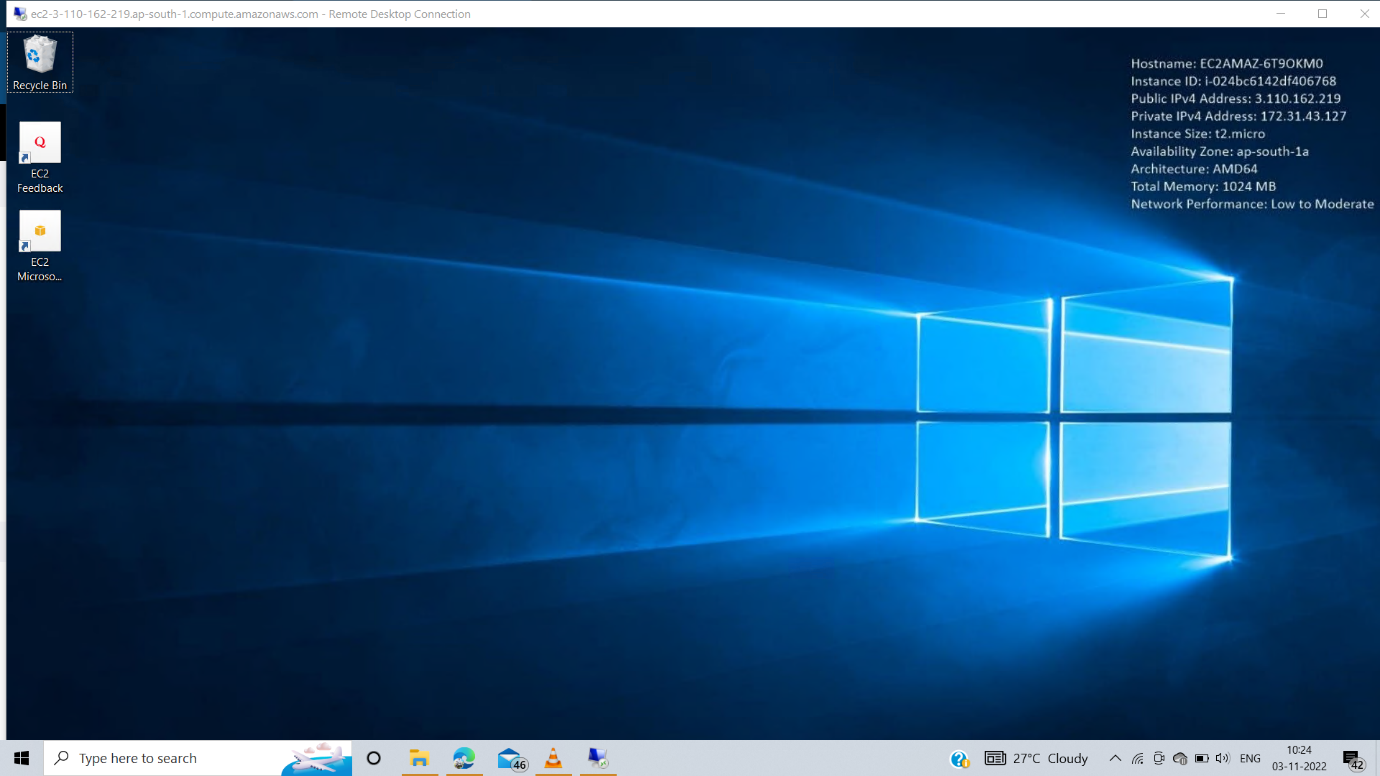 ec2-3-110-162-219.ap-south-1.compute.amazonaws.com - Remote Desktop Connection
Recycle Bin
Q
EC2
Feedback
EC2
Microso...
Hostname: EC2AMAZ-6T9OKM0
Instance ID: i-024bc6142df406768
Public IPv4 Address: 3.110.162.219
Private IPv4 Address: 172.31.43.127
Instance Size: t2.micro
Availability Zone: ap-south-1a
Architecture: AMD64
Total Memory: 1024 MB
Network Performance: Low to Moderate
Type here to search
46
27°C Cloudy
ENG
10:24
03-11-2022
42